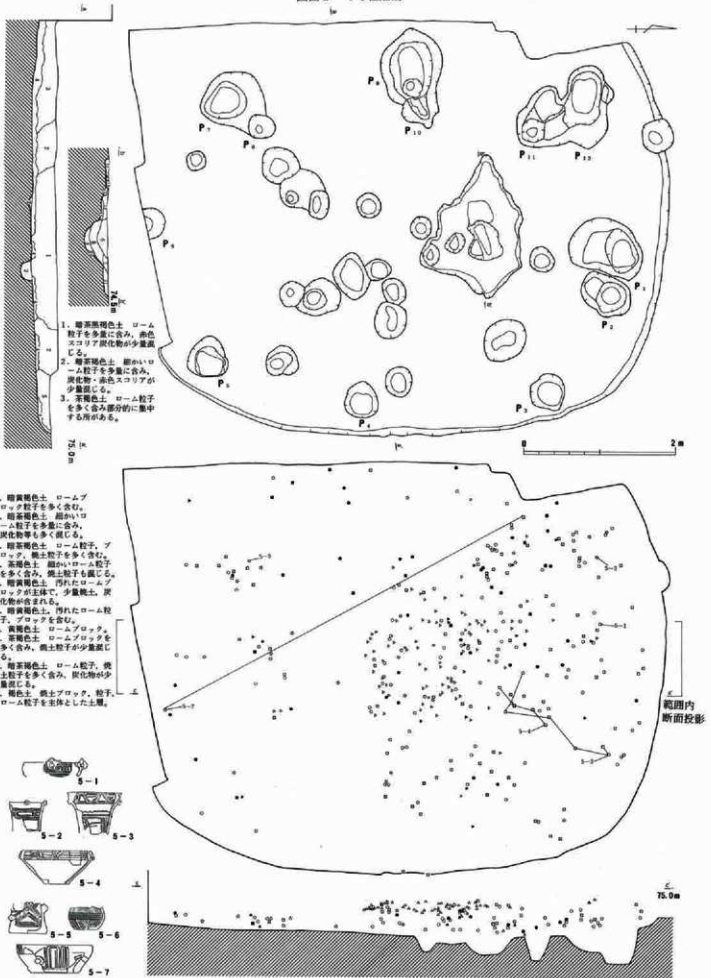 P₇
P₈
P₉
P₁₀
P₁₁
P₁₂
P₆
P₁
P₂
P₅
P₄
P₃
74.5m
75.0m
1．暗茶黒褐色土　ローム
粒子を多量に含み、赤色
スコリア炭化物が少量混
じる。
2．暗茶褐色土　細かいロ
ーム粒子を多量に含み、
炭化物・赤色スコリアが
少量混じる。
3．茶褐色土　ローム粒子
を多く含み部分的に集中
する所がある。
0　2m
．暗黄褐色土　ロームブ
ロック粒子を多く含む。
．暗茶褐色土　細かいロ
ーム粒子を多量に含み、
炭化物等も多く混じる。
．暗茶褐色土　ローム粒子、ブ
ロック、焼土粒子を多く含む。
．茶褐色土　細かいローム粒子
を多く含み、焼土粒子も混じる。
．暗黄褐色土　汚れたロームブ
ロックが主体で、少量焼土、炭
化物が含まれる。
．暗黄褐色土、汚れたローム粒
子、ブロックを含む。
．黄褐色土　ロームブロック。
．茶褐色土　ロームブロックを
多く含み、焼土粒子が少量混じ
る。
．暗茶褐色土　ローム粒子、焼
土粒子を多く含み、炭化物が少
量混じる。
．褐色土　焼土ブロック、粒子、
ローム粒子を主体とした土層。
5-1
5-2
5-4
範囲内
断面投影
5-1
5-2
5-3
5-4
5-5
5-6
5-7
75.0m